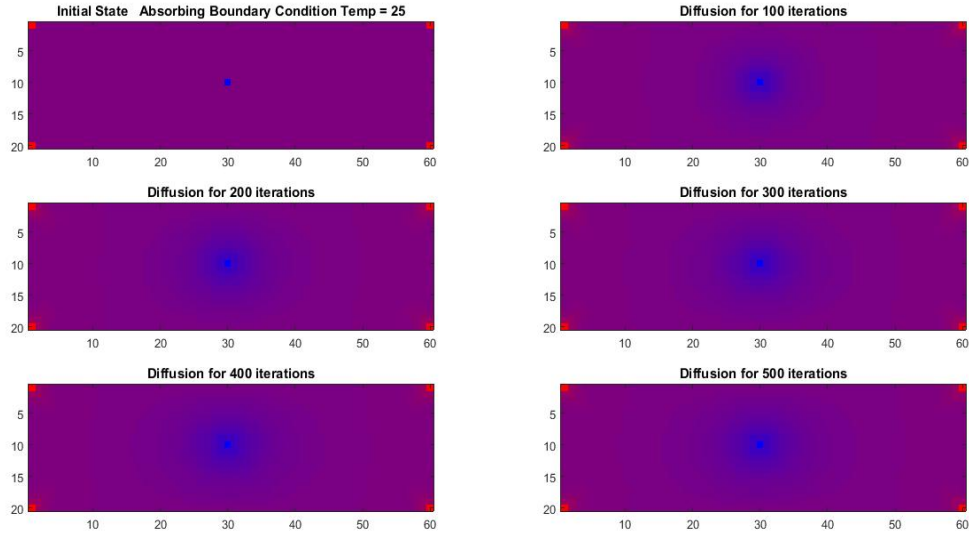 Initial State   Absorbing Boundary Condition Temp = 25
5
10
15
20
10 20 30 40 50 60
Diffusion for 100 iterations
5
10
15
20
10 20 30 40 50 60
Diffusion for 200 iterations
5
10
15
20
10 20 30 40 50 60
Diffusion for 300 iterations
5
10
15
20
10 20 30 40 50 60
Diffusion for 400 iterations
5
10
15
20
10 20 30 40 50 60
Diffusion for 500 iterations
5
10
15
20
10 20 30 40 50 60